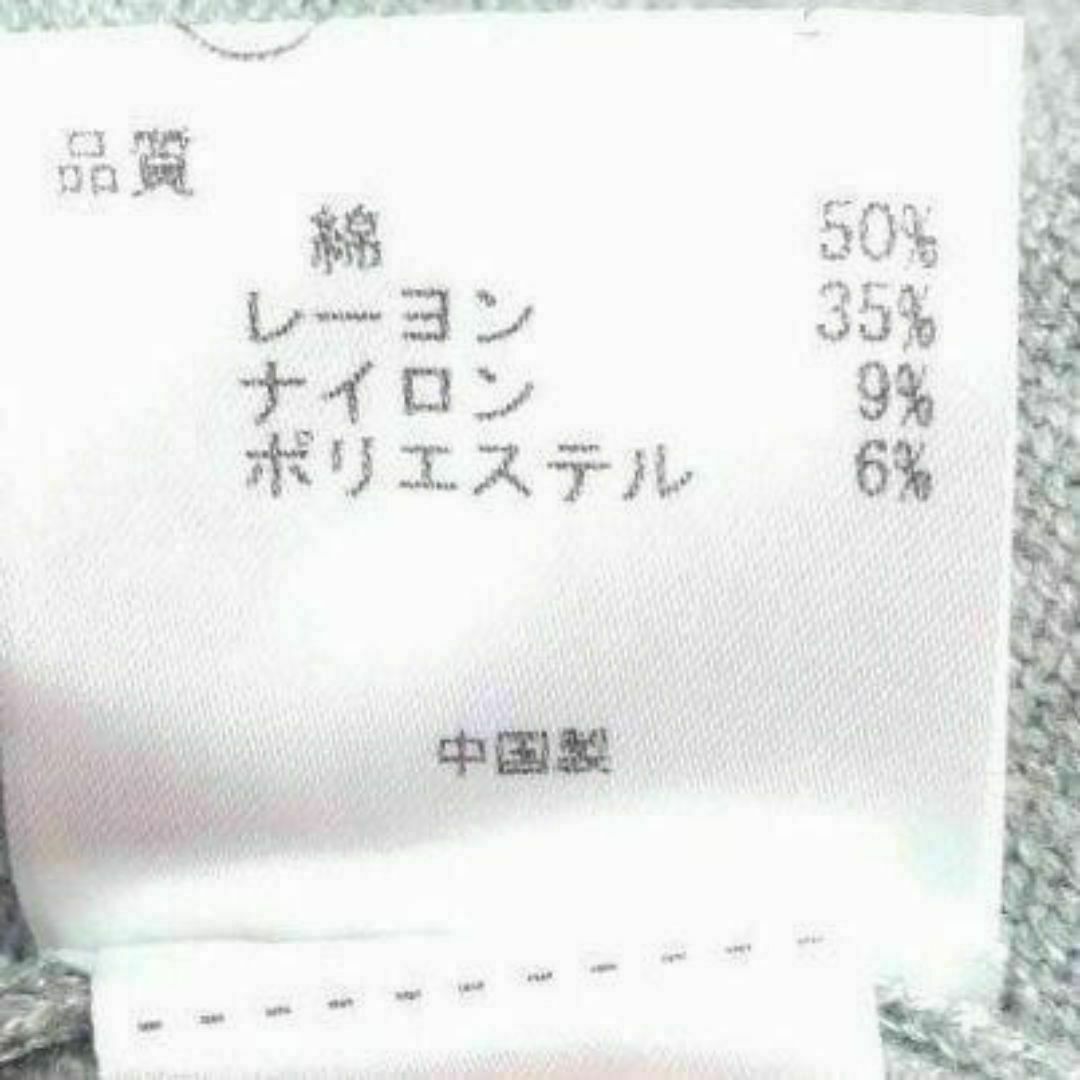 品質
綿 50%
レーヨン 35%
ナイロン 9%
ポリエステル 6%
中国製